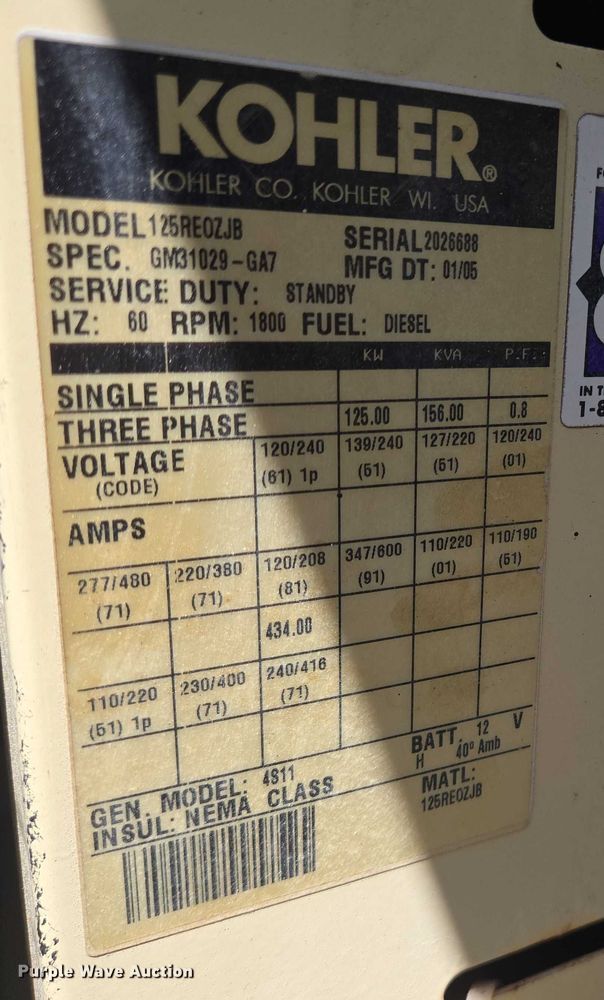 KOHLER®
KOHLER CO. KOHLER WI. USA
MODEL 125REOZJB SERIAL 2026688
SPEC. GM31029-GA7 MFG DT: 01/05
SERVICE DUTY: STANDBY
HZ: 60 RPM: 1800 FUEL: DIESEL
KW KVA P.F.
SINGLE PHASE
THREE PHASE 125.00 156.00 0.8
VOLTAGE 120/240 139/240 127/220 120/240
(CODE) (61) 1p (51) (61) (01)
AMPS
277/480 220/380 120/208 347/600 110/220 110/190
(71) (71) (81) (91) (01) (51)
434.00
110/220 230/400 240/416
(51) 1p (71) (71)
BATT. 12 V
GEN. MODEL: 4S11 H 40° Amb
INSUL: NEMA CLASS MATL:
125REOZJB
IN T
1-8
Purple Wave Auction